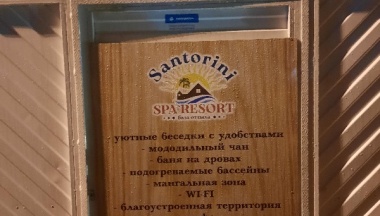 Santorini
SPA RESORT
База отдыха
- уютные беседки с удобствами
- мододильный чан
- баня на дровах
- подогреваемые бассейны
- мангальная зона
- WI-FI
- благоустроенная территория